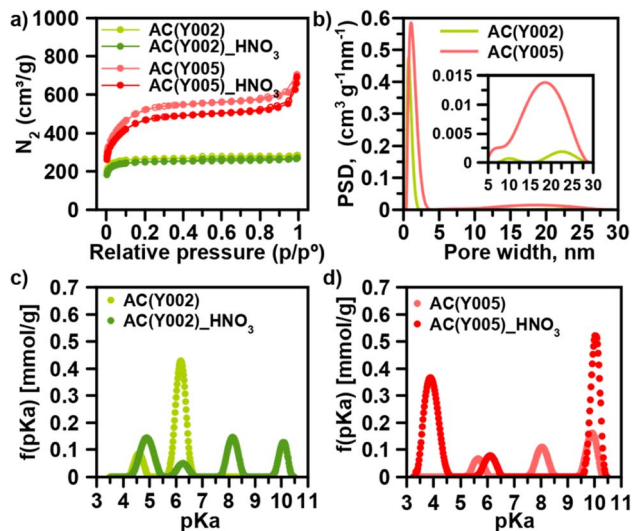 a)
1000
800
600
400
200
0
N₂ (cm³/g)
AC(Y002)
AC(Y002)_HNO₃
AC(Y005)
AC(Y005)_HNO₃
0 0.2 0.4 0.6 0.8 1
Relative pressure (p/pº)
b)
0.6
0.5
0.4
0.3
0.2
0.1
0
PSD, (cm³ g⁻¹nm⁻¹)
AC(Y002)
AC(Y005)
0.015
0.01
0.005
0
5 10 15 20 25 30
0 5 10 15 20 25 30
Pore width, nm
c)
0.7
0.6
0.5
0.4
0.3
0.2
0.1
0
f(pKa) [mmol/g]
AC(Y002)
AC(Y002)_HNO₃
3 4 5 6 7 8 9 10 11
pKa
d)
0.7
0.6
0.5
0.4
0.3
0.2
0.1
0
f(pKa) [mmol/g]
AC(Y005)
AC(Y005)_HNO₃
3 4 5 6 7 8 9 10 11
pKa